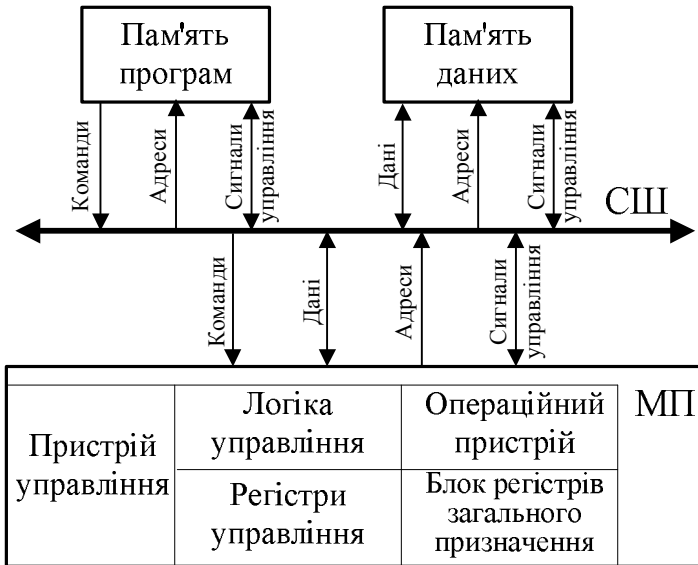 Пам'ять
програм
Пам'ять
даних
Команди
Адреси
Сигнали
управління
Дані
Адреси
Сигнали
управління
СШ
Команди
Дані
Адреси
Сигнали
управління
Пристрій
управління
Логіка
управління
Регістри
управління
Операційний
пристрій
Блок регістрів
загального
призначення
МП